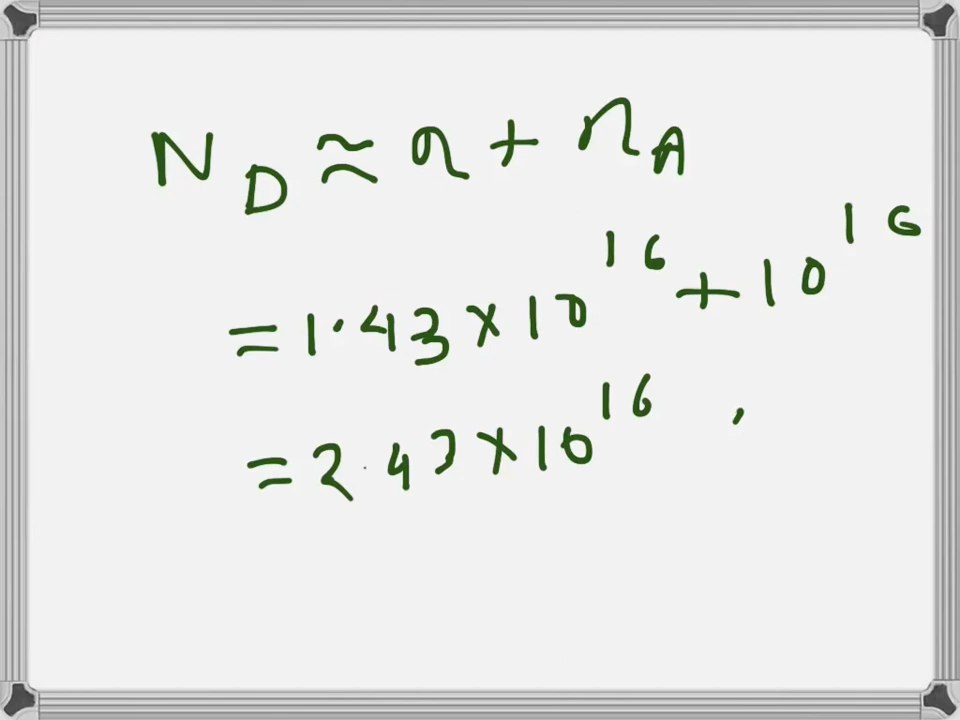 N_D ≈ n + n_A
= 1.43 × 10^16 + 10^16
= 2.43 × 10^16 ,